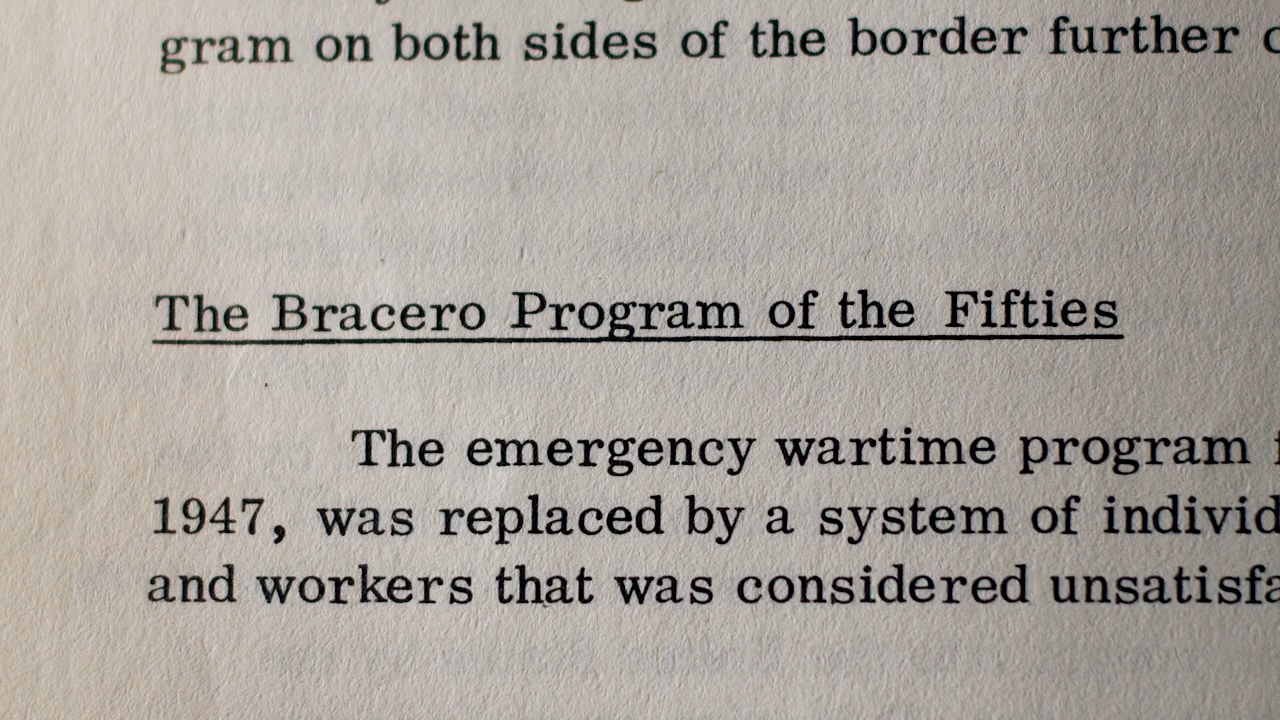 gram on both sides of the border further
The Bracero Program of the Fifties
The emergency wartime program
1947, was replaced by a system of individ
and workers that was considered unsatisfa